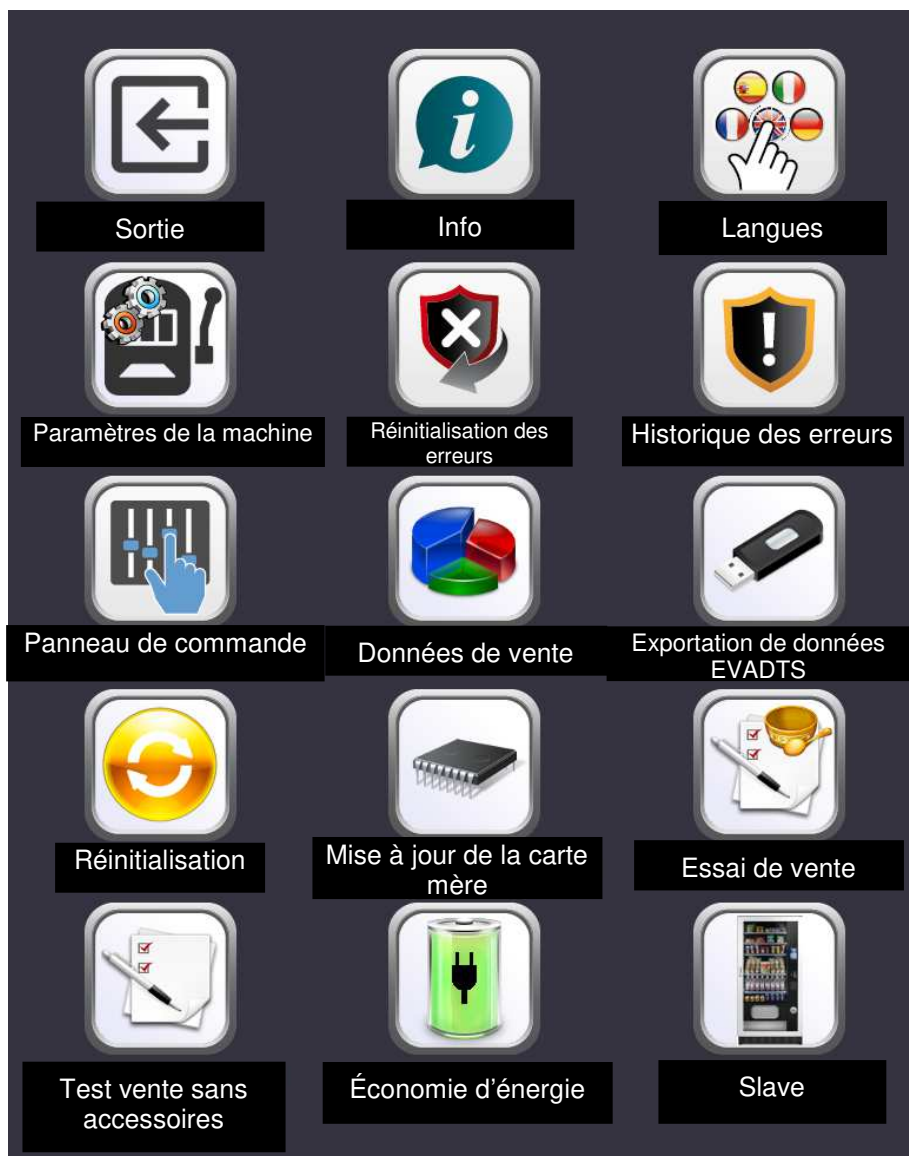 Sortie
Info
Langues
Paramètres de la machine
Réinitialisation des
erreurs
Historique des erreurs
Panneau de commande
Données de vente
Exportation de données
EVADTS
Réinitialisation
Mise à jour de la carte
mère
Essai de vente
Test vente sans
accessoires
Économie d'énergie
Slave